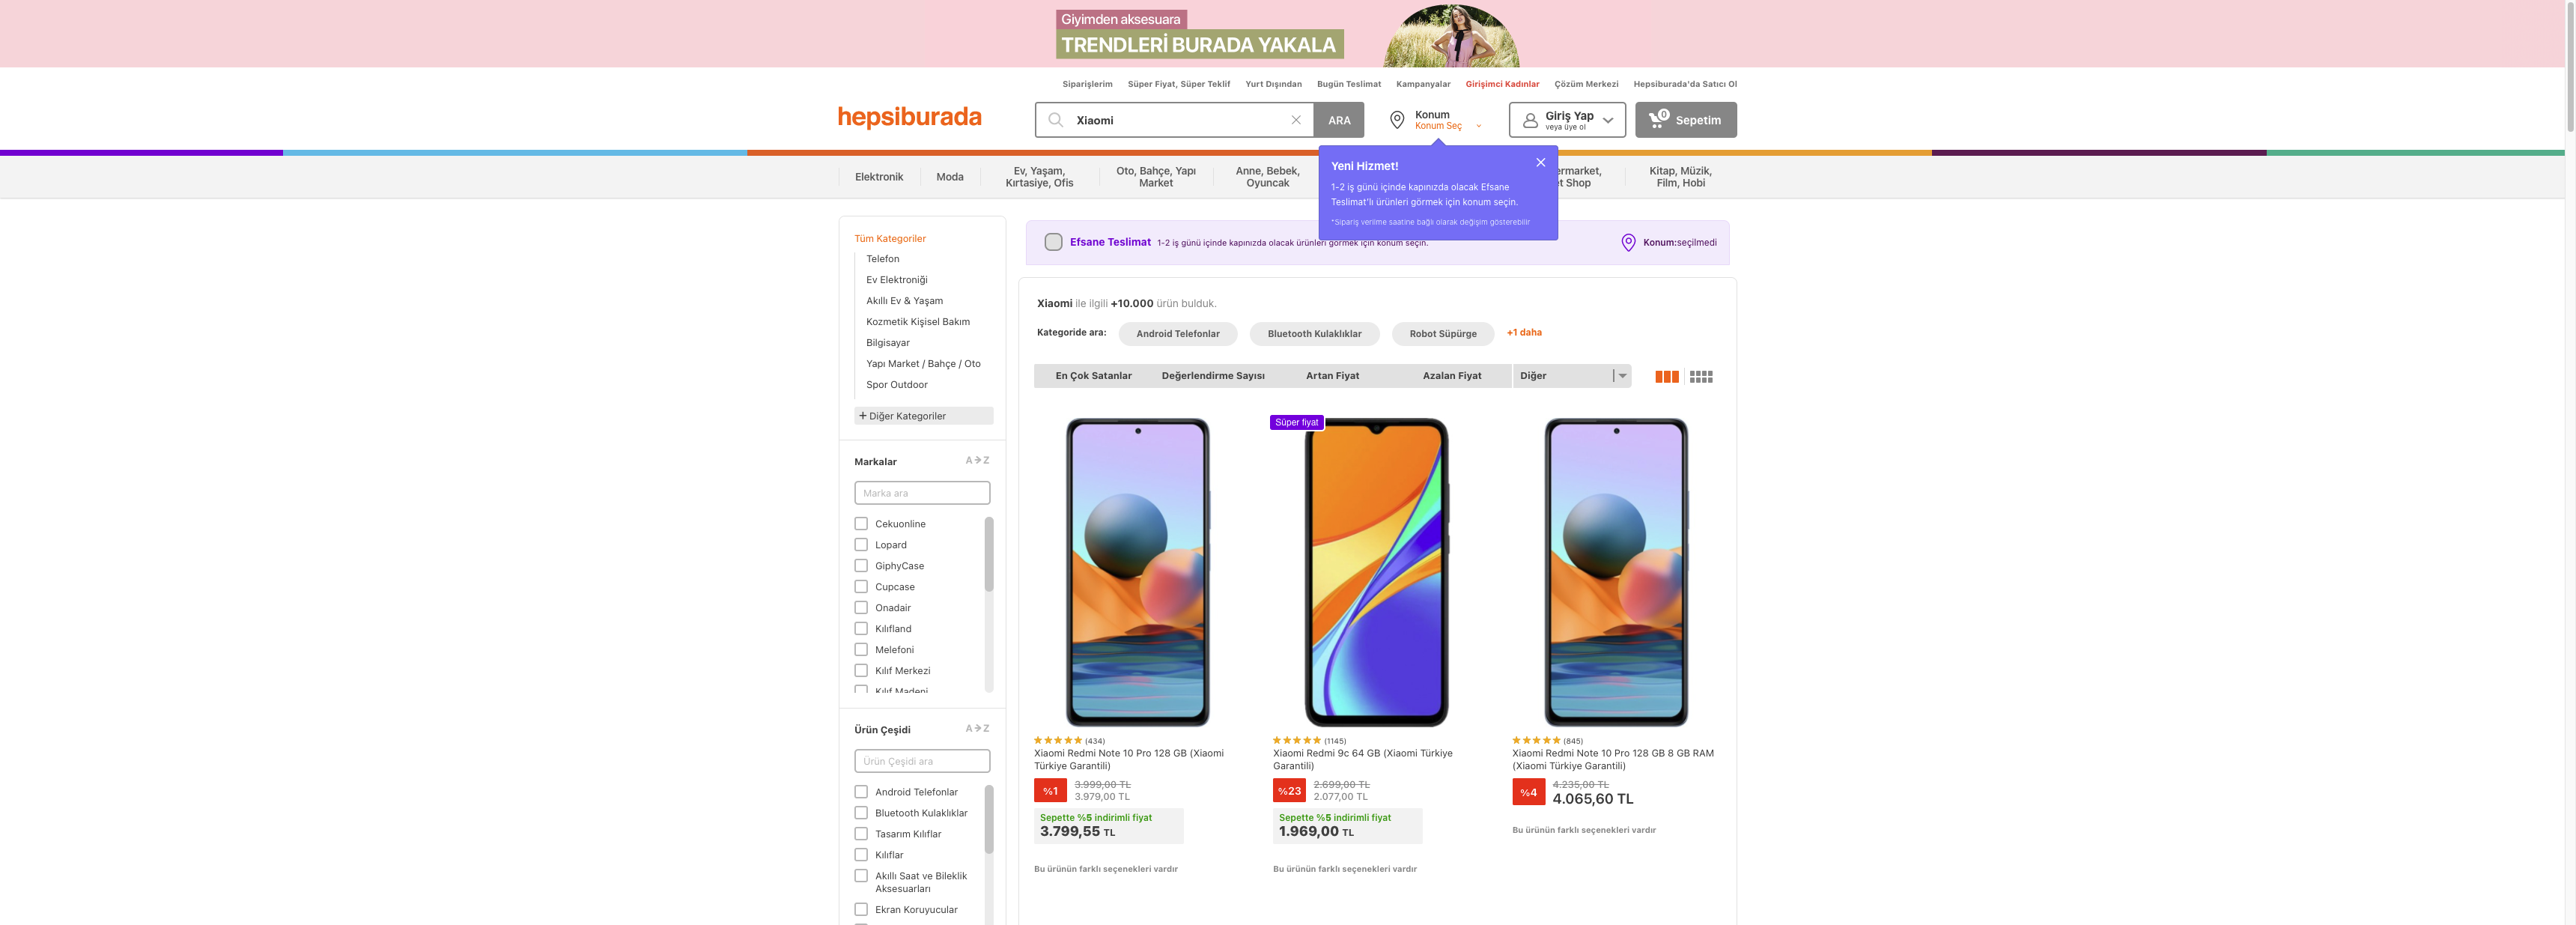 Giyimden aksesuara
TRENDLERİ BURADA YAKALA
Siparişlerim Süper Fiyat, Süper Teklif Yurt Dışından Bugün Teslimat Kampanyalar Girişimci Kadınlar Çözüm Merkezi Hepsiburada'da Satıcı Ol
hepsiburada
Xiaomi
ARA
Konum
Konum Seç
Giriş Yap
veya üye ol
0
Sepetim
Elektronik
Moda
Ev, Yaşam,
Kırtasiye, Ofis
Oto, Bahçe, Yapı
Market
Anne, Bebek,
Oyuncak
ermarket,
t Shop
Kitap, Müzik,
Film, Hobi
Yeni Hizmet!
1-2 iş günü içinde kapınızda olacak Efsane
Teslimat'lı ürünleri görmek için konum seçin.
*Sipariş verilme saatine bağlı olarak değişim gösterebilir
Efsane Teslimat 1-2 iş günü içinde kapınızda olacak ürünleri görmek için konum seçin.
Konum:seçilmedi
Tüm Kategoriler
Telefon
Ev Elektroniği
Akıllı Ev & Yaşam
Kozmetik Kişisel Bakım
Bilgisayar
Yapı Market / Bahçe / Oto
Spor Outdoor
+ Diğer Kategoriler
Markalar
A→Z
Marka ara
Cekuonline
Lopard
GiphyCase
Cupcase
Onadair
Kılıfland
Melefoni
Kılıf Merkezi
Kılıf Madeni
Ürün Çeşidi
A→Z
Ürün Çeşidi ara
Android Telefonlar
Bluetooth Kulaklıklar
Tasarım Kılıflar
Kılıflar
Akıllı Saat ve Bileklik
Aksesuarları
Ekran Koruyucular
Xiaomi ile ilgili +10.000 ürün bulduk.
Kategoride ara: Android Telefonlar Bluetooth Kulaklıklar Robot Süpürge +1 daha
En Çok Satanlar Değerlendirme Sayısı Artan Fiyat Azalan Fiyat Diğer
(434)
Xiaomi Redmi Note 10 Pro 128 GB (Xiaomi
Türkiye Garantili)
%1
3.999,00 TL
3.979,00 TL
Sepette %5 indirimli fiyat
3.799,55 TL
Bu ürünün farklı seçenekleri vardır
Süper fiyat
(1145)
Xiaomi Redmi 9c 64 GB (Xiaomi Türkiye
Garantili)
%23
2.699,00 TL
2.077,00 TL
Sepette %5 indirimli fiyat
1.969,00 TL
Bu ürünün farklı seçenekleri vardır
(845)
Xiaomi Redmi Note 10 Pro 128 GB 8 GB RAM
(Xiaomi Türkiye Garantili)
%4
4.235,00 TL
4.065,60 TL
Bu ürünün farklı seçenekleri vardır